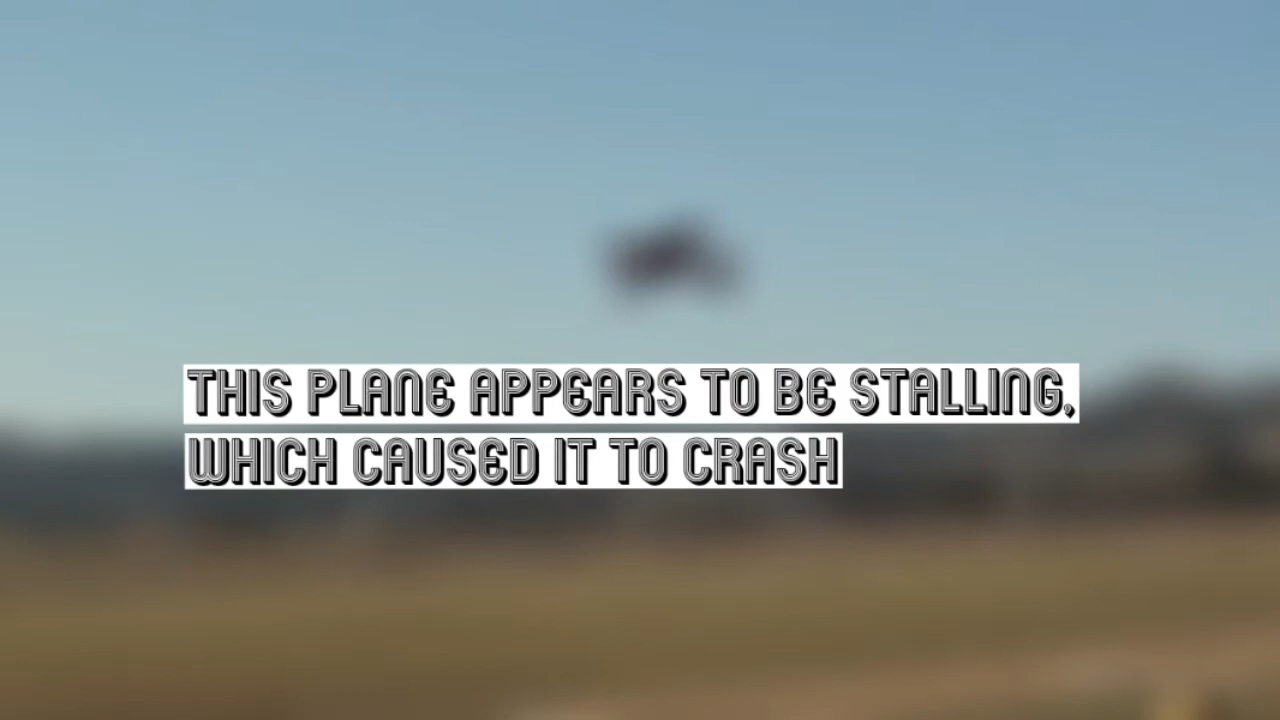 THIS PLANE APPEARS TO BE STALLING,
WHICH CAUSED IT TO CRASH